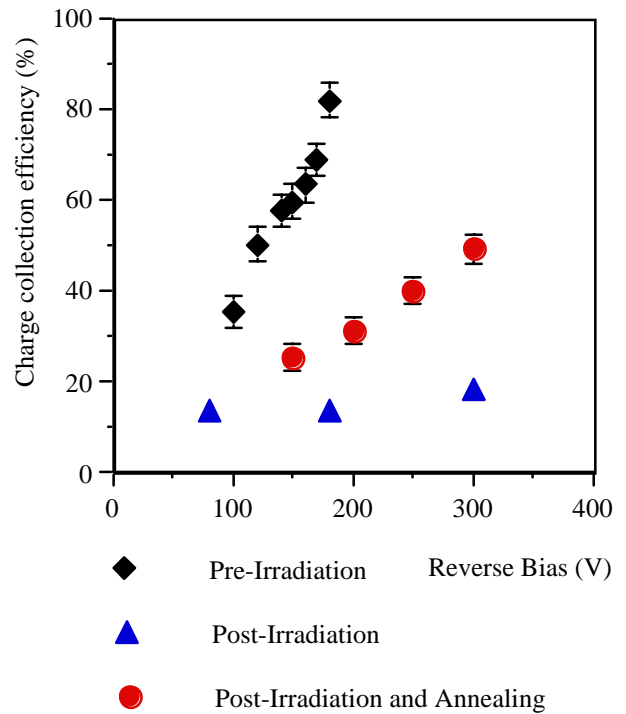 Charge collection efficiency (%)
100
80
60
40
20
0
0 100 200 300 400
Pre-Irradiation Reverse Bias (V)
Post-Irradiation
Post-Irradiation and Annealing